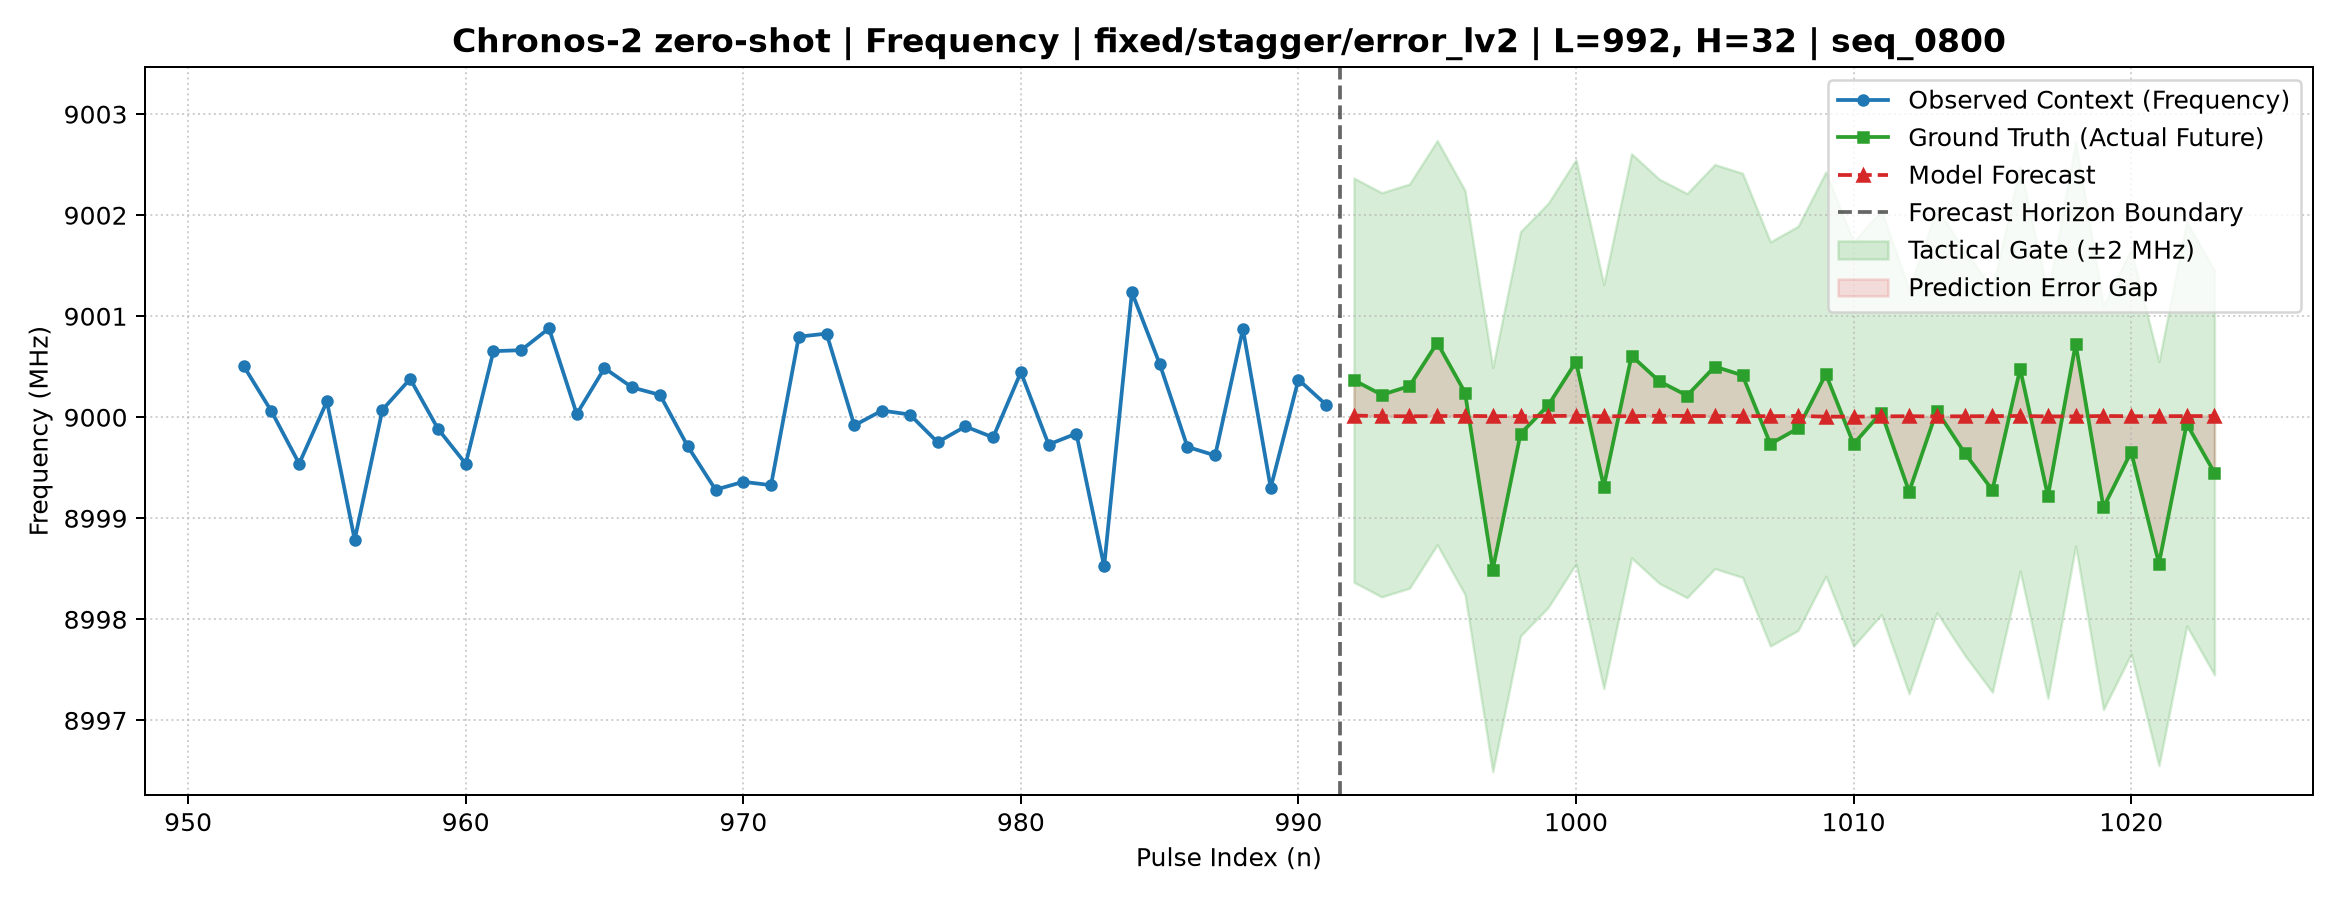 Chronos-2 zero-shot | Frequency | fixed/stagger/error_lv2 | L=992, H=32 | seq_0800
Observed Context (Frequency)
Ground Truth (Actual Future)
Model Forecast
Forecast Horizon Boundary
Tactical Gate (±2 MHz)
Prediction Error Gap
Frequency (MHz)
9003
9002
9001
9000
8999
8998
8997
950 960 970 980 990 1000 1010 1020
Pulse Index (n)